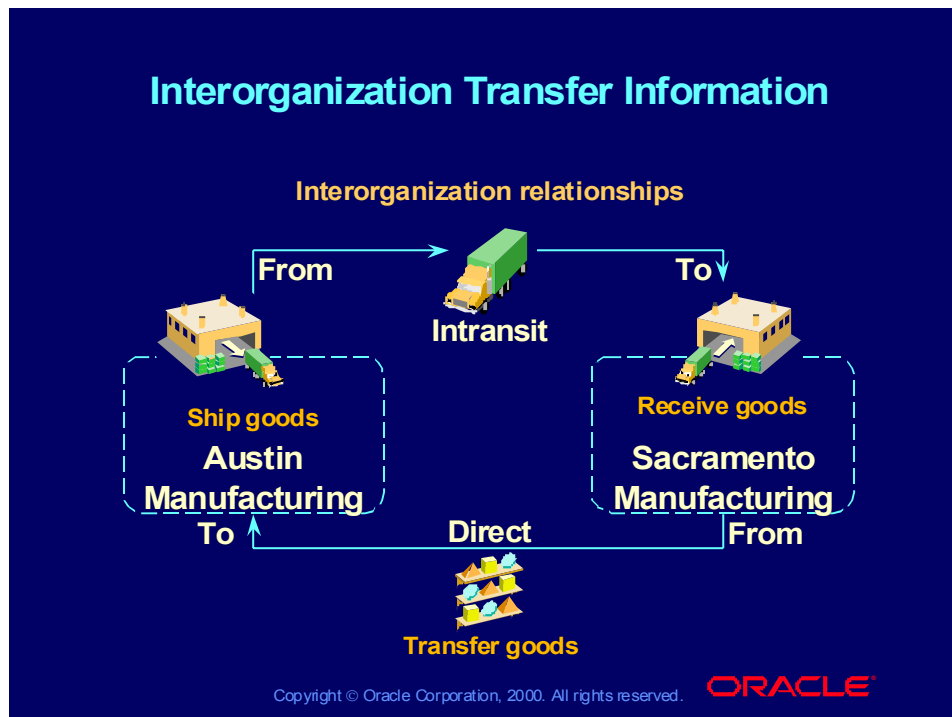 Interorganization Transfer Information
Interorganization relationships
From
To
Intransit
Ship goods
Austin
Manufacturing
Receive goods
Sacramento
Manufacturing
To
Direct
From
Transfer goods
Copyright © Oracle Corporation, 2000. All rights reserved.
ORACLE®